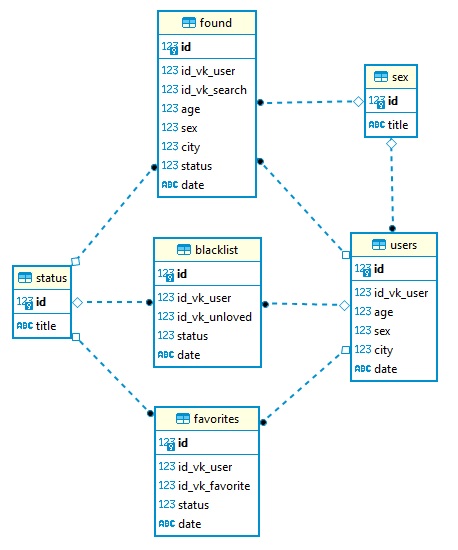 found
123 id
123 id_vk_user
123 id_vk_search
123 age
123 sex
123 city
123 status
ABC date
sex
123 id
ABC title
users
123 id
123 id_vk_user
123 age
123 sex
123 city
ABC date
blacklist
123 id
123 id_vk_user
123 id_vk_unloved
123 status
ABC date
status
123 id
ABC title
favorites
123 id
123 id_vk_user
123 id_vk_favorite
123 status
ABC date